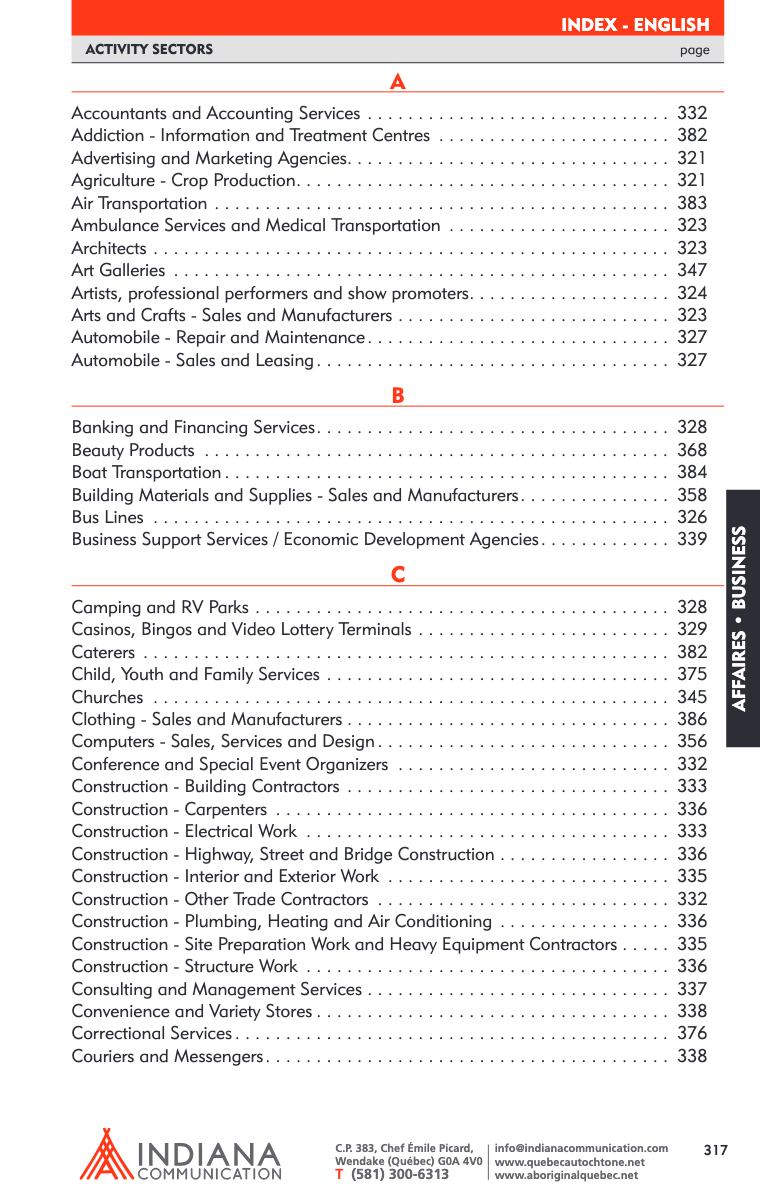 INDEX - ENGLISH
ACTIVITY SECTORS page
A
Accountants and Accounting Services . . . . . . . . . . . . . . . . . . . . . . . . . . . . . . 332
Addiction - Information and Treatment Centres . . . . . . . . . . . . . . . . . . . . . . . 382
Advertising and Marketing Agencies. . . . . . . . . . . . . . . . . . . . . . . . . . . . . . . . 321
Agriculture - Crop Production. . . . . . . . . . . . . . . . . . . . . . . . . . . . . . . . . . . . . 321
Air Transportation . . . . . . . . . . . . . . . . . . . . . . . . . . . . . . . . . . . . . . . . . . . . . 383
Ambulance Services and Medical Transportation . . . . . . . . . . . . . . . . . . . . . . 323
Architects . . . . . . . . . . . . . . . . . . . . . . . . . . . . . . . . . . . . . . . . . . . . . . . . . . . 323
Art Galleries . . . . . . . . . . . . . . . . . . . . . . . . . . . . . . . . . . . . . . . . . . . . . . . . . 347
Artists, professional performers and show promoters. . . . . . . . . . . . . . . . . . . . 324
Arts and Crafts - Sales and Manufacturers . . . . . . . . . . . . . . . . . . . . . . . . . . . 323
Automobile - Repair and Maintenance . . . . . . . . . . . . . . . . . . . . . . . . . . . . . . 327
Automobile - Sales and Leasing . . . . . . . . . . . . . . . . . . . . . . . . . . . . . . . . . . . 327
B
Banking and Financing Services. . . . . . . . . . . . . . . . . . . . . . . . . . . . . . . . . . . 328
Beauty Products . . . . . . . . . . . . . . . . . . . . . . . . . . . . . . . . . . . . . . . . . . . . . . 368
Boat Transportation . . . . . . . . . . . . . . . . . . . . . . . . . . . . . . . . . . . . . . . . . . . . 384
Building Materials and Supplies - Sales and Manufacturers . . . . . . . . . . . . . . . 358
Bus Lines . . . . . . . . . . . . . . . . . . . . . . . . . . . . . . . . . . . . . . . . . . . . . . . . . . . 326
Business Support Services / Economic Development Agencies . . . . . . . . . . . . . 339
C
Camping and RV Parks . . . . . . . . . . . . . . . . . . . . . . . . . . . . . . . . . . . . . . . . . 328
Casinos, Bingos and Video Lottery Terminals . . . . . . . . . . . . . . . . . . . . . . . . . 329
Caterers . . . . . . . . . . . . . . . . . . . . . . . . . . . . . . . . . . . . . . . . . . . . . . . . . . . . 382
Child, Youth and Family Services . . . . . . . . . . . . . . . . . . . . . . . . . . . . . . . . . . 375
Churches . . . . . . . . . . . . . . . . . . . . . . . . . . . . . . . . . . . . . . . . . . . . . . . . . . . 345
Clothing - Sales and Manufacturers . . . . . . . . . . . . . . . . . . . . . . . . . . . . . . . . 386
Computers - Sales, Services and Design . . . . . . . . . . . . . . . . . . . . . . . . . . . . . 356
Conference and Special Event Organizers . . . . . . . . . . . . . . . . . . . . . . . . . . . 332
Construction - Building Contractors . . . . . . . . . . . . . . . . . . . . . . . . . . . . . . . . 333
Construction - Carpenters . . . . . . . . . . . . . . . . . . . . . . . . . . . . . . . . . . . . . . . 336
Construction - Electrical Work . . . . . . . . . . . . . . . . . . . . . . . . . . . . . . . . . . . . 333
Construction - Highway, Street and Bridge Construction . . . . . . . . . . . . . . . . . 336
Construction - Interior and Exterior Work . . . . . . . . . . . . . . . . . . . . . . . . . . . . 335
Construction - Other Trade Contractors . . . . . . . . . . . . . . . . . . . . . . . . . . . . . 332
Construction - Plumbing, Heating and Air Conditioning . . . . . . . . . . . . . . . . . 336
Construction - Site Preparation Work and Heavy Equipment Contractors . . . . . 335
Construction - Structure Work . . . . . . . . . . . . . . . . . . . . . . . . . . . . . . . . . . . . 336
Consulting and Management Services . . . . . . . . . . . . . . . . . . . . . . . . . . . . . . 337
Convenience and Variety Stores . . . . . . . . . . . . . . . . . . . . . . . . . . . . . . . . . . . 338
Correctional Services . . . . . . . . . . . . . . . . . . . . . . . . . . . . . . . . . . . . . . . . . . . 376
Couriers and Messengers . . . . . . . . . . . . . . . . . . . . . . . . . . . . . . . . . . . . . . . . 338
AFFAIRES • BUSINESS
INDIANA
COMMUNICATION
C.P. 383, Chef Émile Picard,
Wendake (Québec) G0A 4V0
T (581) 300-6313
info@indianacommunication.com
www.quebecautochtone.net
www.aboriginalquebec.net
317